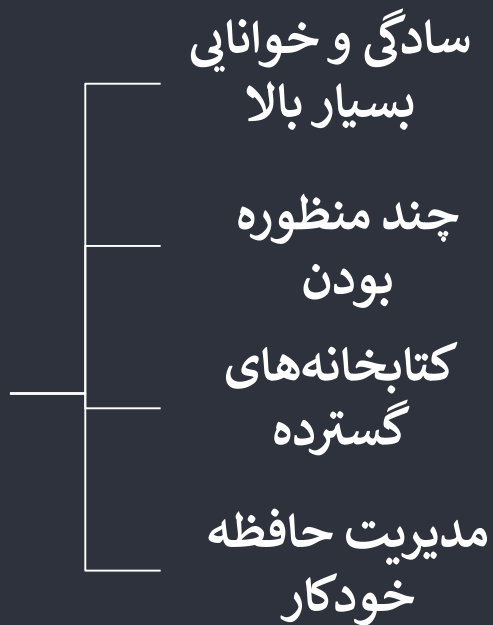 سادگی و خوانایی
بسیار بالا
چند منظوره
بودن
کتابخانه‌های
گسترده
مدیریت حافظه
خودکار